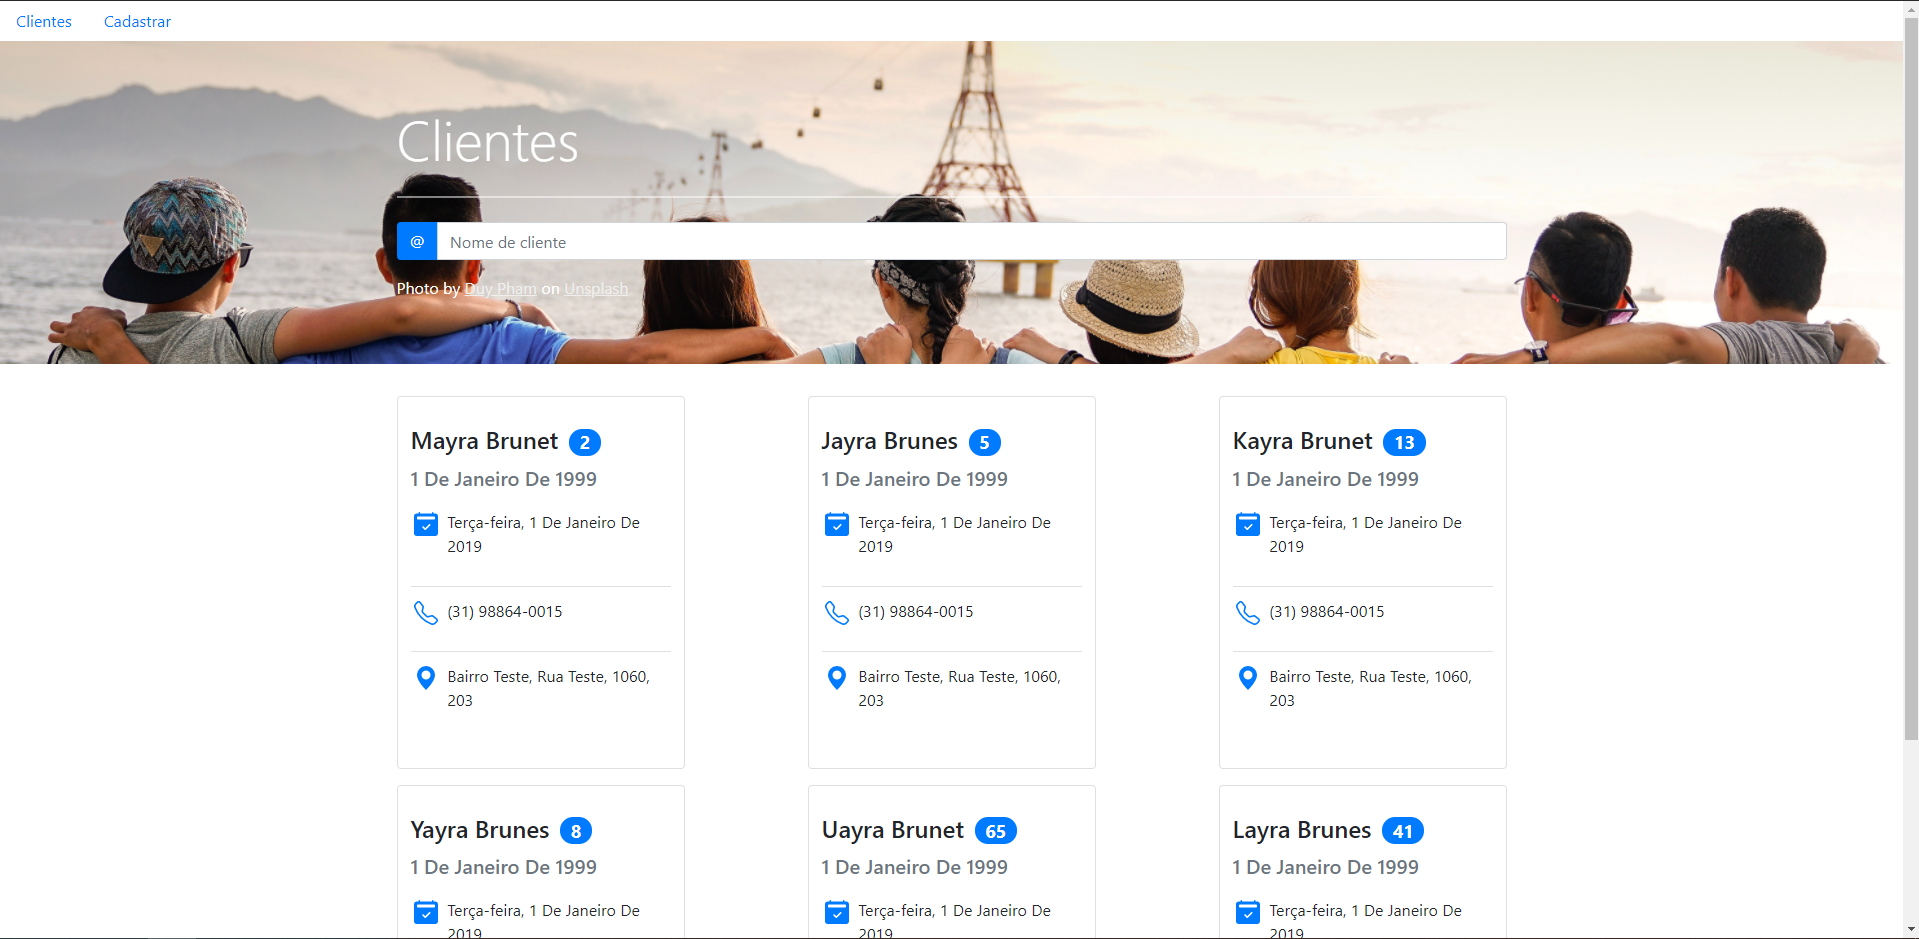 Clientes Cadastrar
Clientes
@ Nome de cliente
Photo by Duy Pham on Unsplash
Mayra Brunet 2
1 De Janeiro De 1999
Terça-feira, 1 De Janeiro De
2019
(31) 98864-0015
Bairro Teste, Rua Teste, 1060,
203
Jayra Brunes 5
1 De Janeiro De 1999
Terça-feira, 1 De Janeiro De
2019
(31) 98864-0015
Bairro Teste, Rua Teste, 1060,
203
Kayra Brunet 13
1 De Janeiro De 1999
Terça-feira, 1 De Janeiro De
2019
(31) 98864-0015
Bairro Teste, Rua Teste, 1060,
203
Yayra Brunes 8
1 De Janeiro De 1999
Terça-feira, 1 De Janeiro De
2019
Uayra Brunet 65
1 De Janeiro De 1999
Terça-feira, 1 De Janeiro De
2019
Layra Brunes 41
1 De Janeiro De 1999
Terça-feira, 1 De Janeiro De
2019